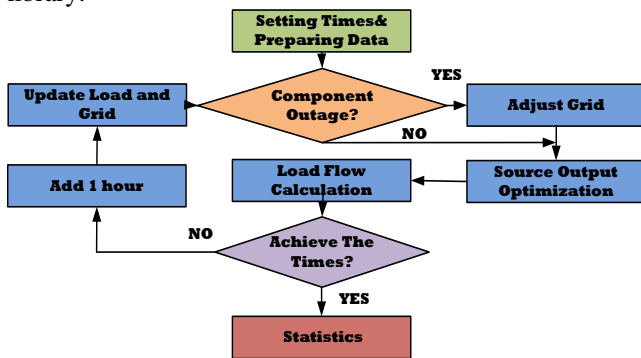 library.
Setting Times&
Preparing Data
YES
Update Load and
Grid
Component
Outage?
Adjust Grid
NO
Add 1 hour
Load Flow
Calculation
Source Output
Optimization
NO
Achieve The
Times?
YES
Statistics